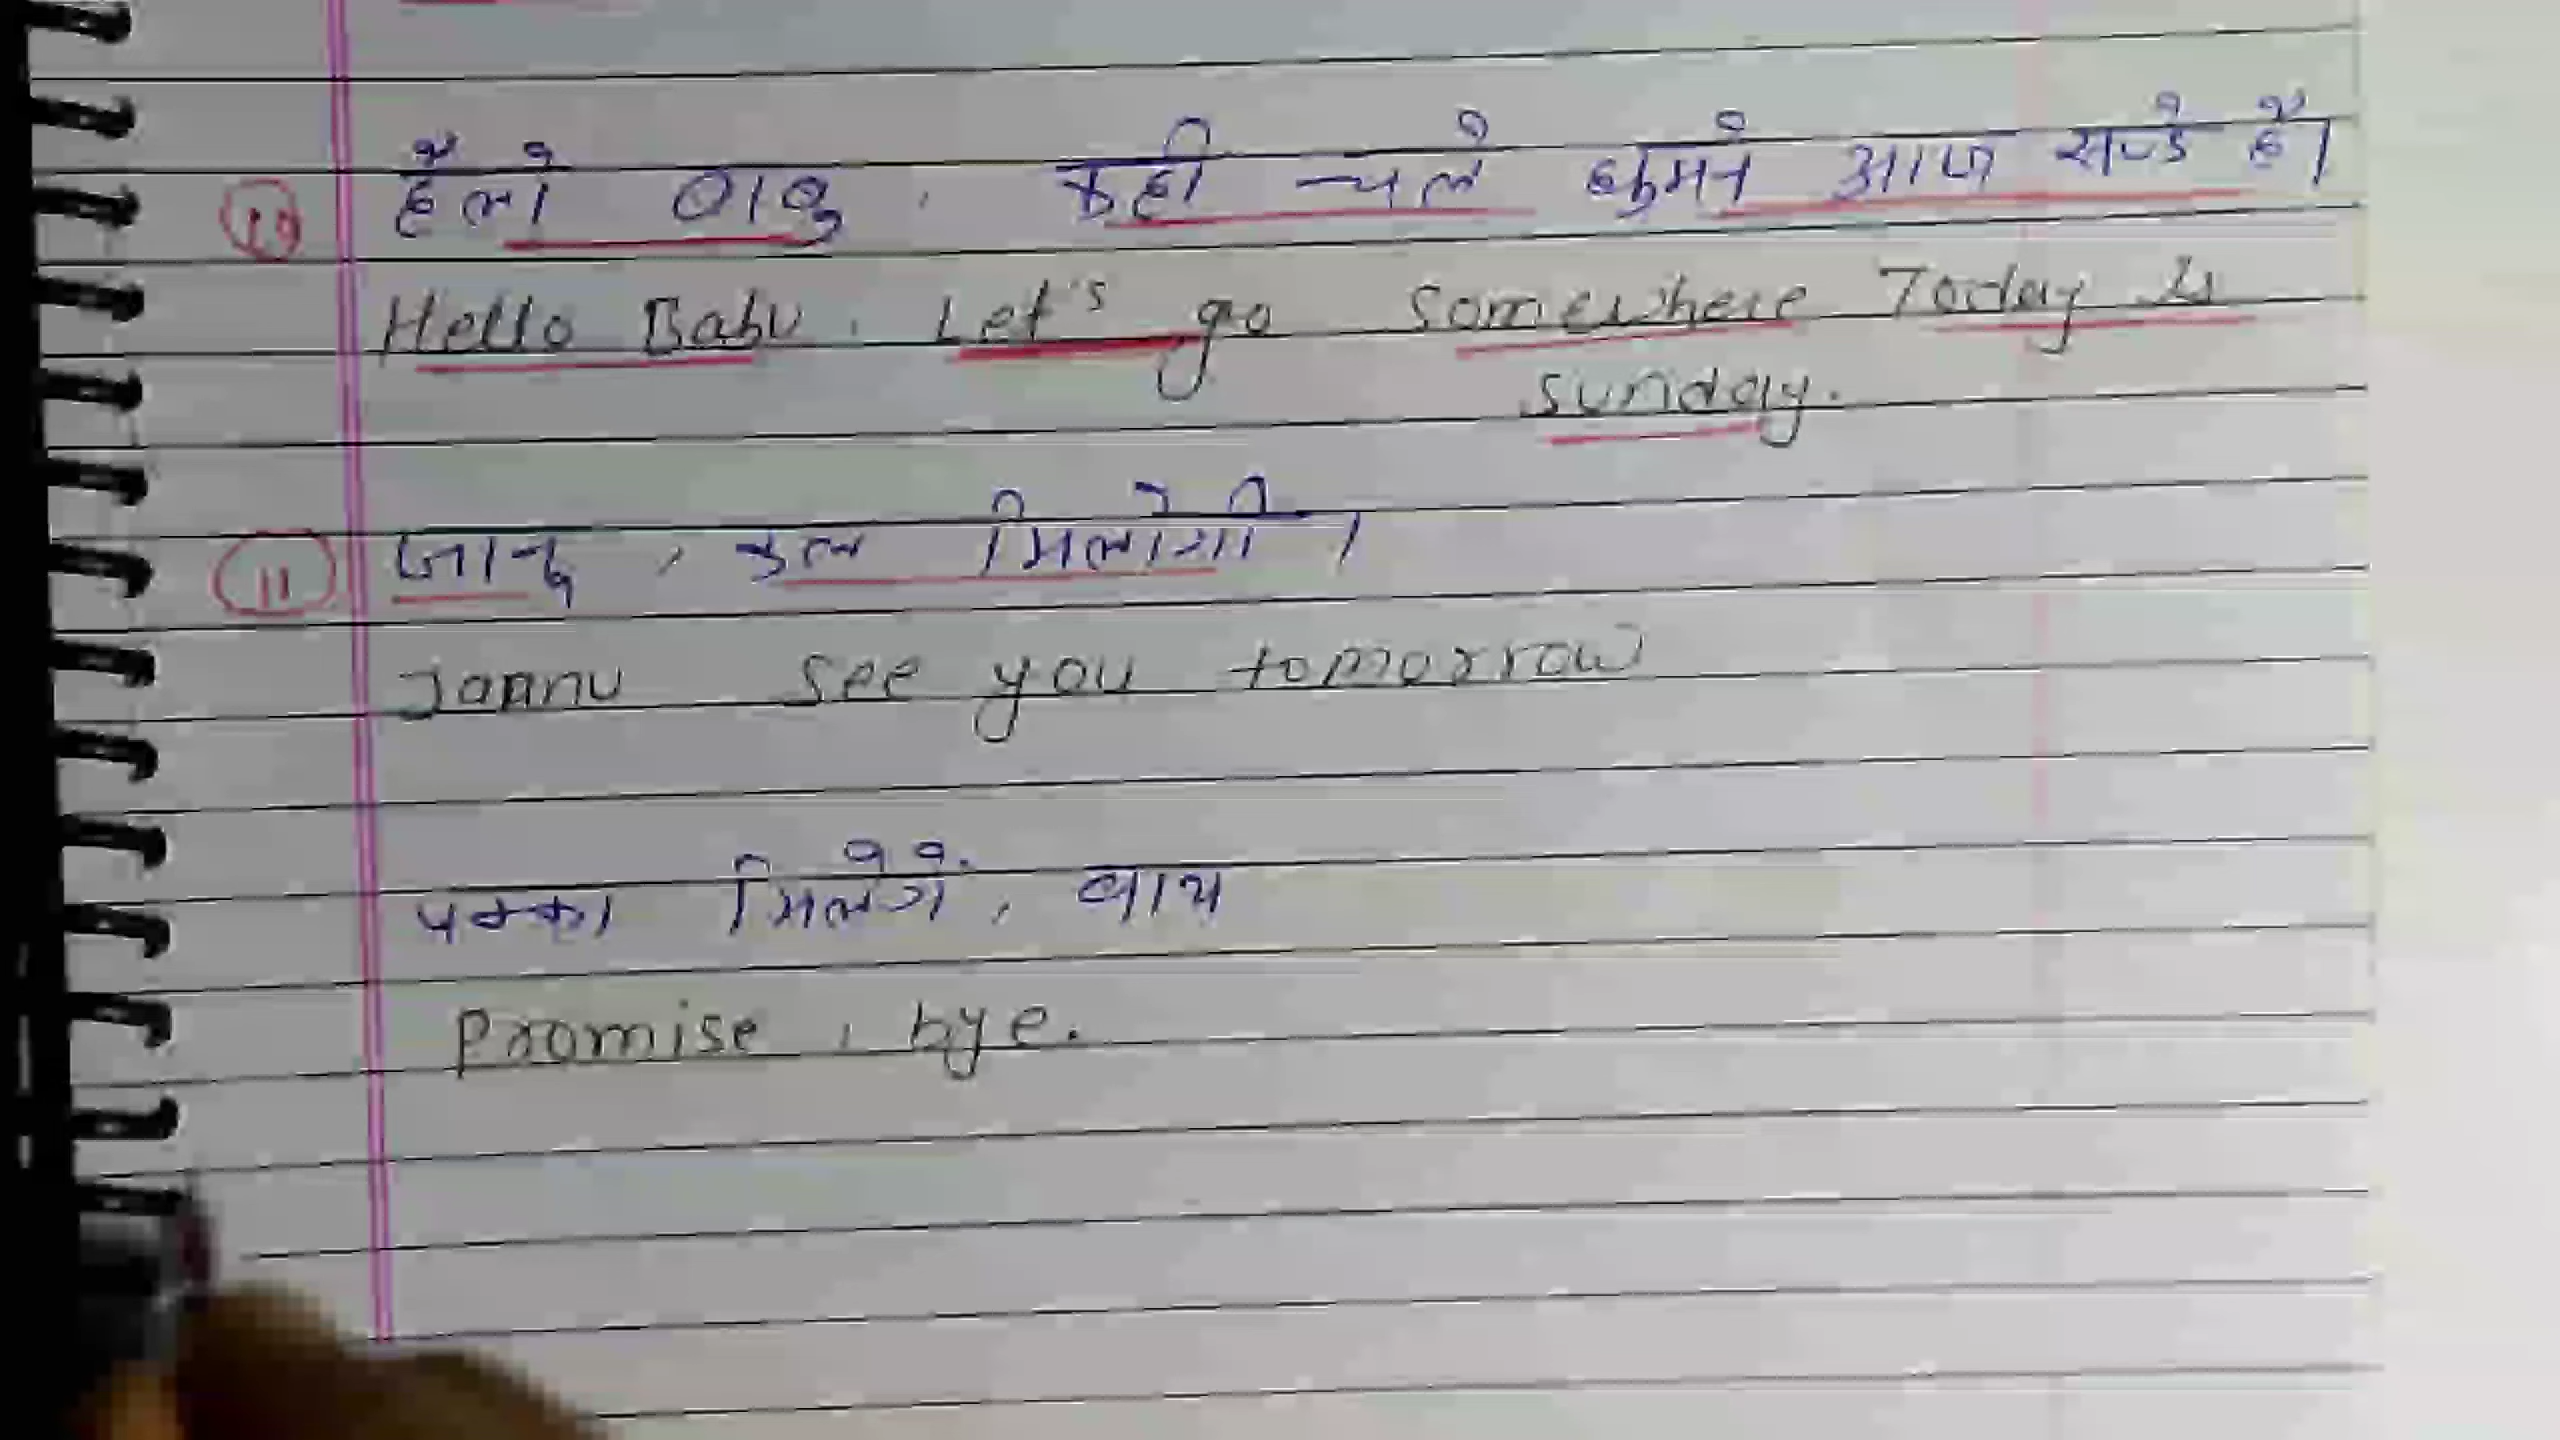 10 हैलो बाबु, कही चले घुमने आज सण्डे है।
Hello Babu, Let's go somewhere Today is
sunday.
11 जानू, कल मिलोगी।
Jannu see you tomorrow
पक्का मिलेगें, बाय
Promise, bye.